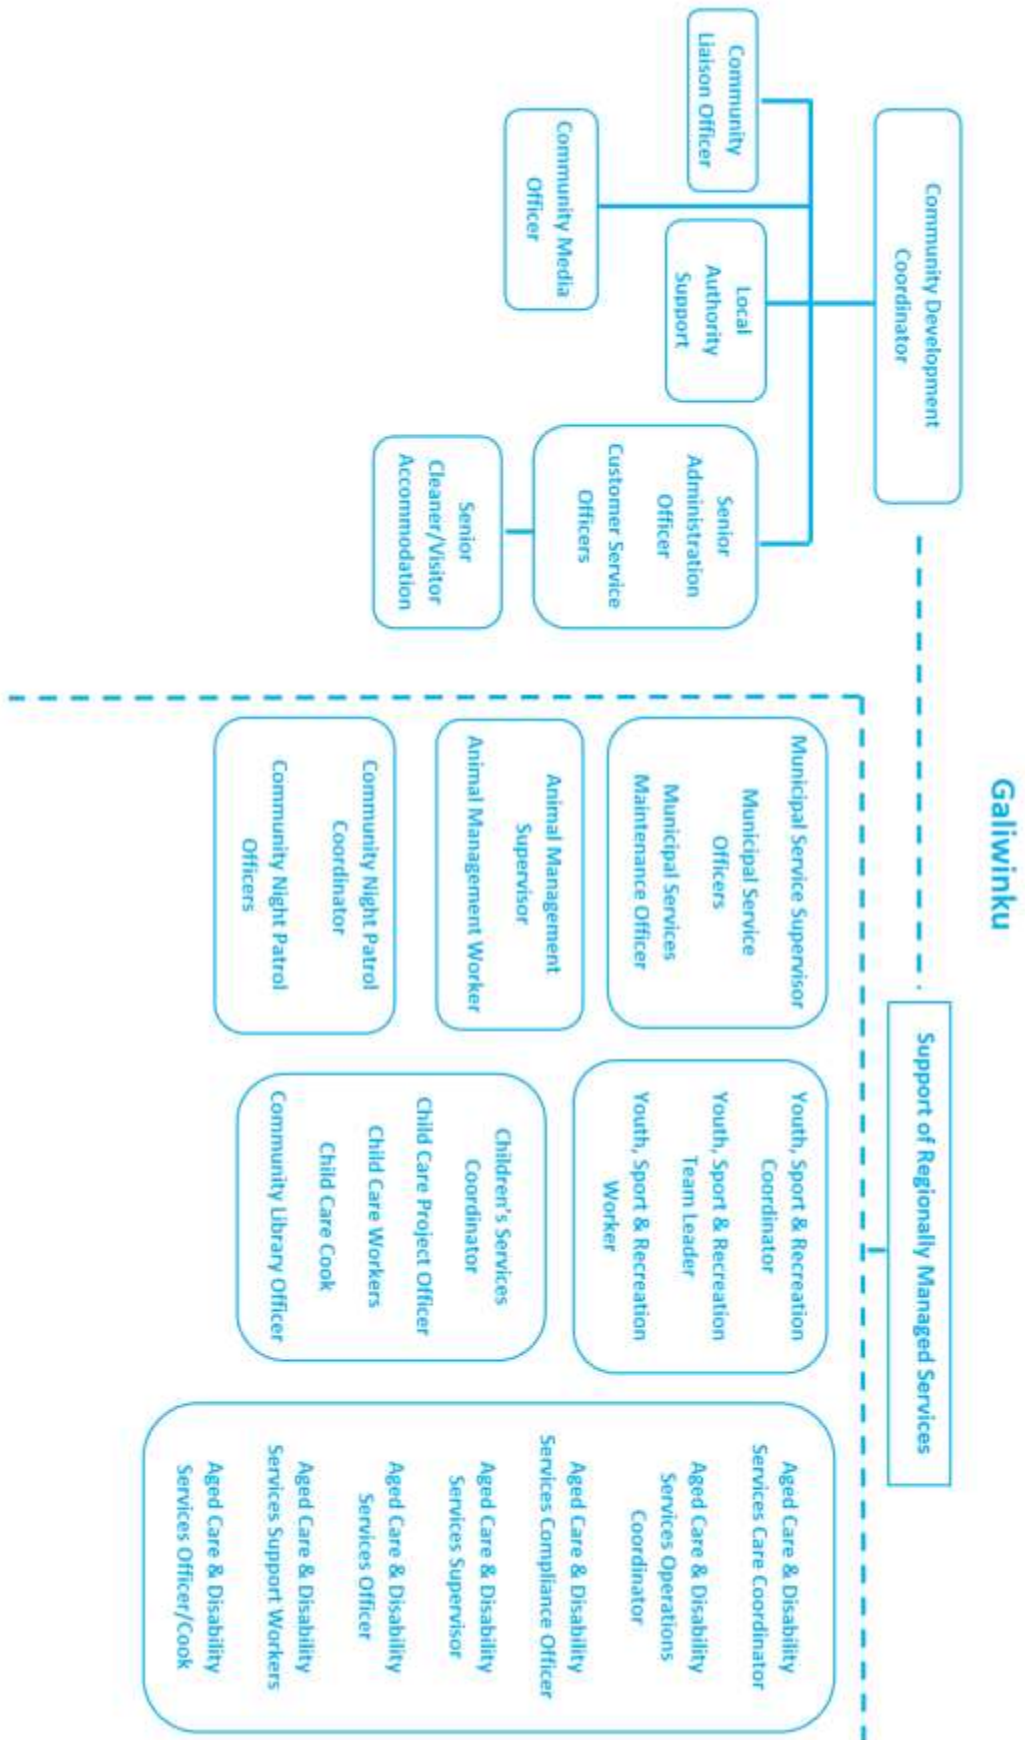 Galiwinku
Community Development
Coordinator
Support of Regionally Managed Services
Community
Liaison Officer
Local
Authority
Support
Community Media
Officer
Senior
Administration
Officer
Customer Service
Officers
Senior
Cleaner/Visitor
Accommodation
Municipal Service Supervisor
Municipal Service
Officers
Municipal Services
Maintenance Officer
Animal Management
Supervisor
Animal Management Worker
Community Night Patrol
Coordinator
Community Night Patrol
Officers
Youth, Sport & Recreation
Coordinator
Youth, Sport & Recreation
Team Leader
Youth, Sport & Recreation
Worker
Children's Services
Coordinator
Child Care Project Officer
Child Care Workers
Child Care Cook
Community Library Officer
Aged Care & Disability
Services Care Coordinator
Aged Care & Disability
Services Operations
Coordinator
Aged Care & Disability
Services Compliance Officer
Aged Care & Disability
Services Supervisor
Aged Care & Disability
Services Officer
Aged Care & Disability
Services Support Workers
Aged Care & Disability
Services Officer/Cook